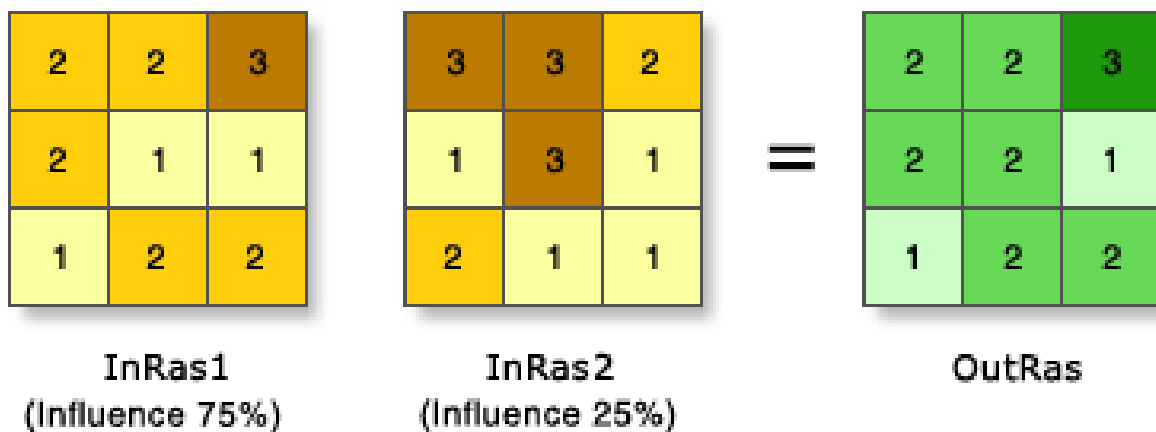 2 2 3 3 3 2 2 2 3
2 1 1 1 3 1 = 2 2 1
1 2 2 2 1 1 1 2 2
InRas1 InRas2 OutRas
(Influence 75%) (Influence 25%)